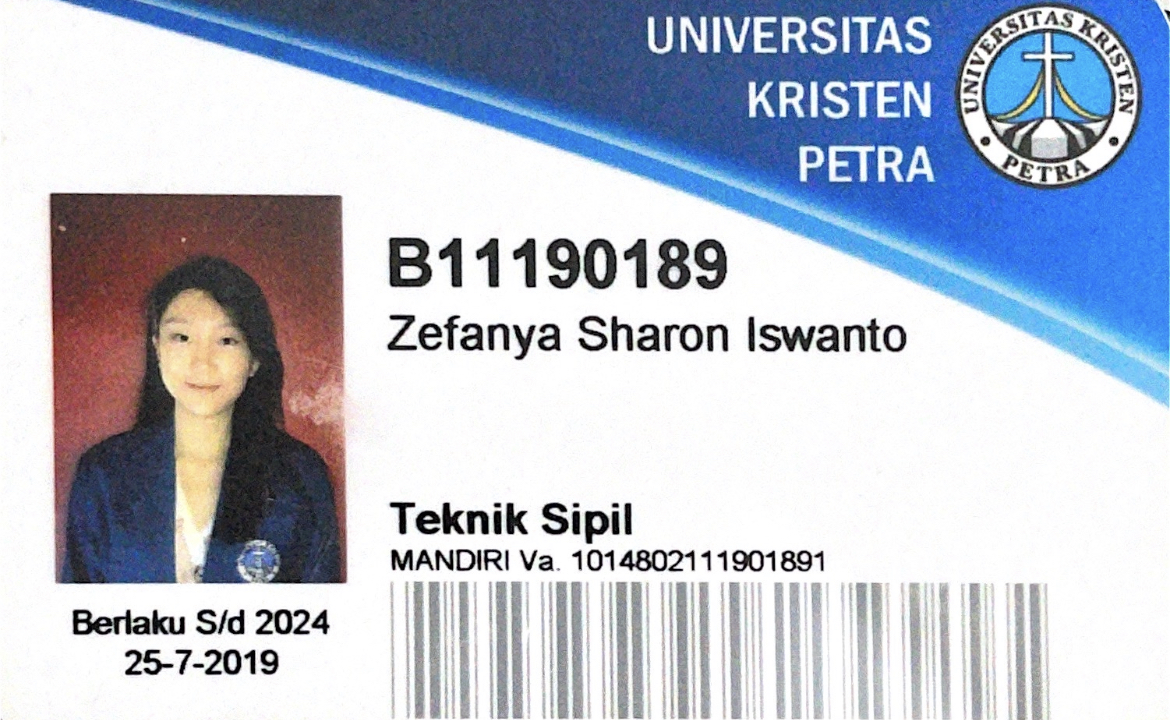 UNIVERSITAS
KRISTEN
PETRA
UNIVERSITAS KRISTEN
PETRA
B11190189
Zefanya Sharon Iswanto
Teknik Sipil
MANDIRI Va. 1014802111901891
Berlaku S/d 2024
25-7-2019